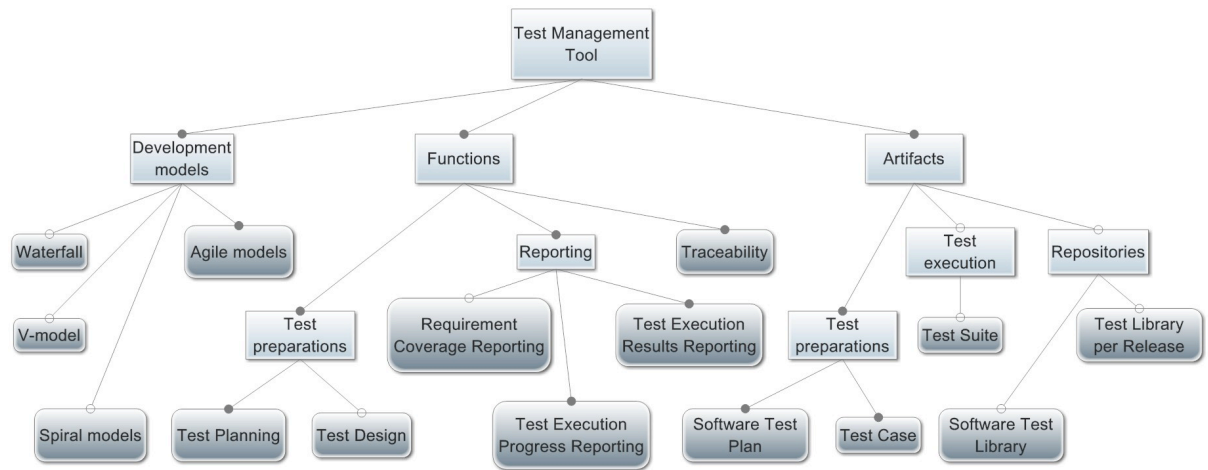 Test Management
Tool
Development
models
Functions
Artifacts
Waterfall
Agile models
Reporting
Traceability
Test
execution
Repositories
V-model
Test
preparations
Requirement
Coverage Reporting
Test Execution
Results Reporting
Test
preparations
Test Suite
Test Library
per Release
Spiral models
Test Planning
Test Design
Test Execution
Progress Reporting
Software Test
Plan
Test Case
Software Test
Library